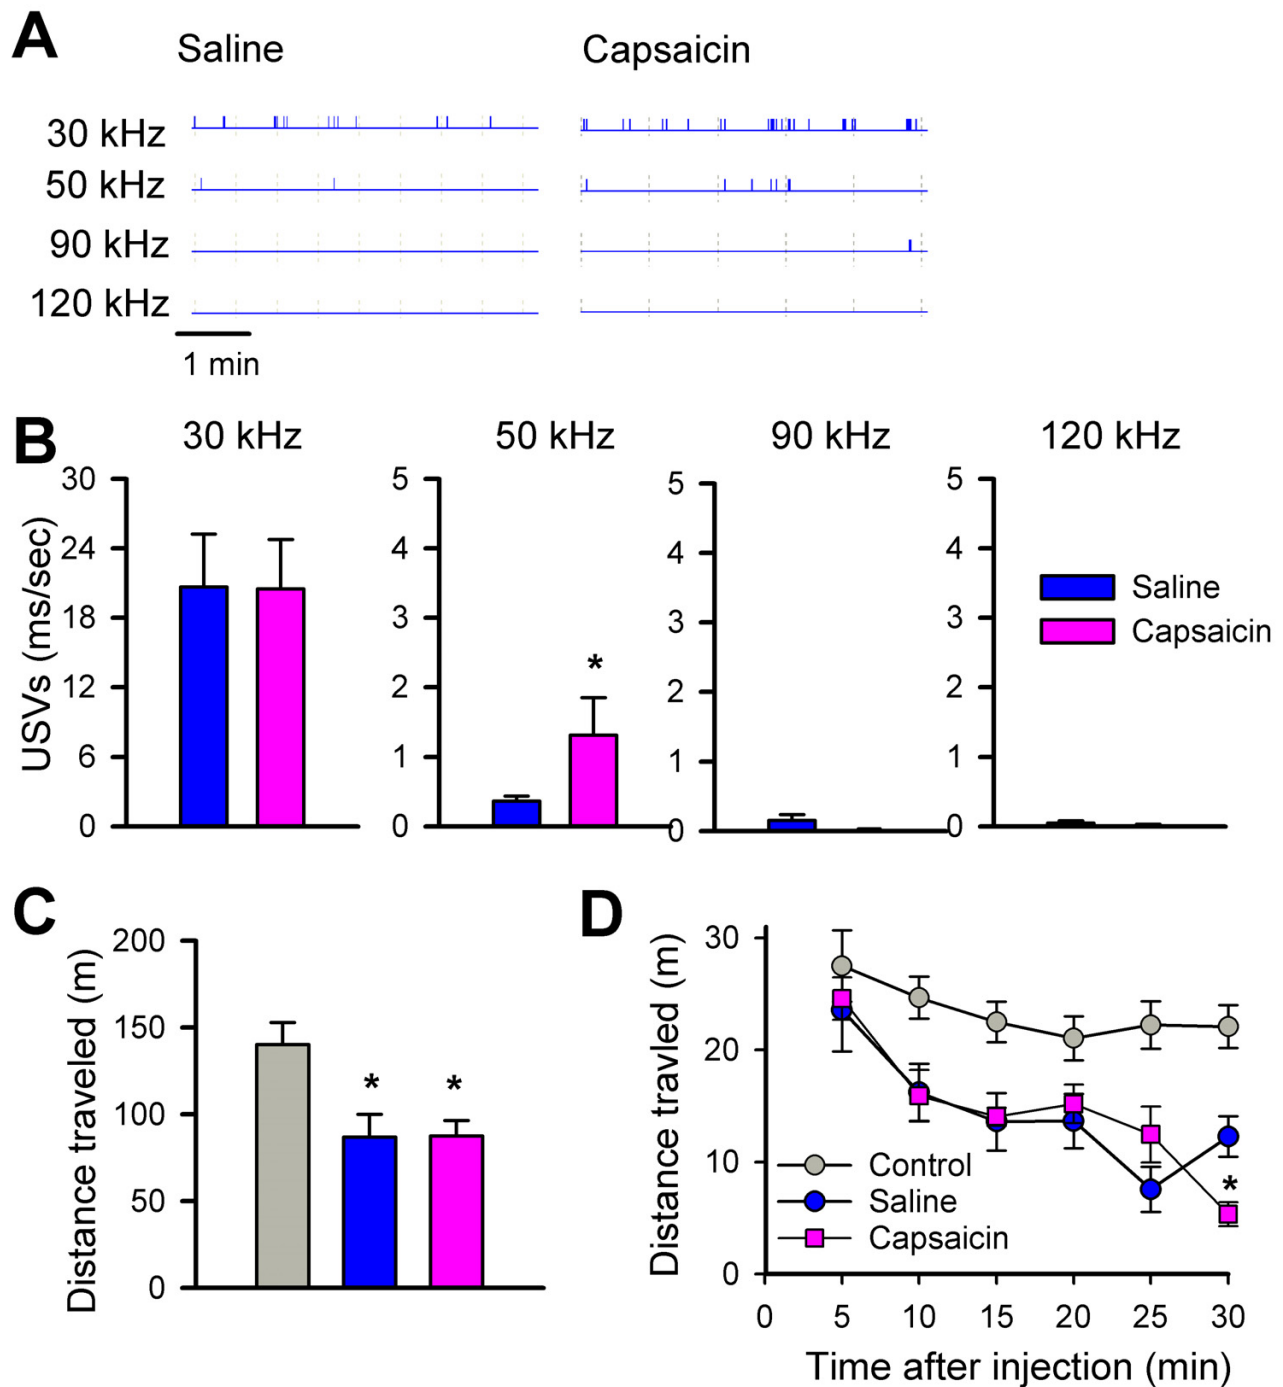 A
Saline Capsaicin
30 kHz
50 kHz
90 kHz
120 kHz
1 min
B
30 kHz 50 kHz 90 kHz 120 kHz
USVs (ms/sec)
30
24
18
12
6
0
5
4
3
2
1
0
5
4
3
2
1
0
5
4
3
2
1
0
*
Saline
Capsaicin
C
Distance traveled (m)
200
150
100
50
0
* *
D
Distance travled (m)
30
20
10
0
Control
Saline
Capsaicin
*
0 5 10 15 20 25 30
Time after injection (min)